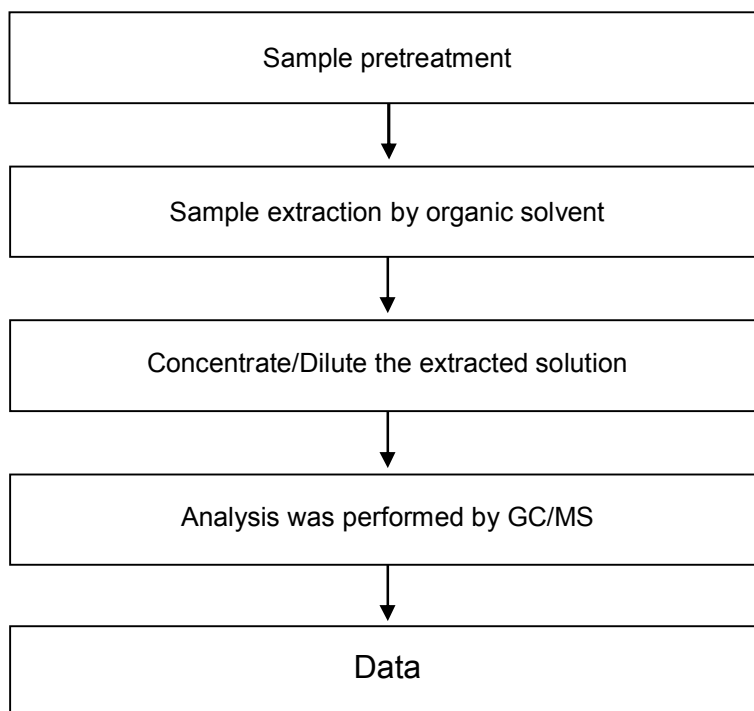 Sample pretreatment
Sample extraction by organic solvent
Concentrate/Dilute the extracted solution
Analysis was performed by GC/MS
Data